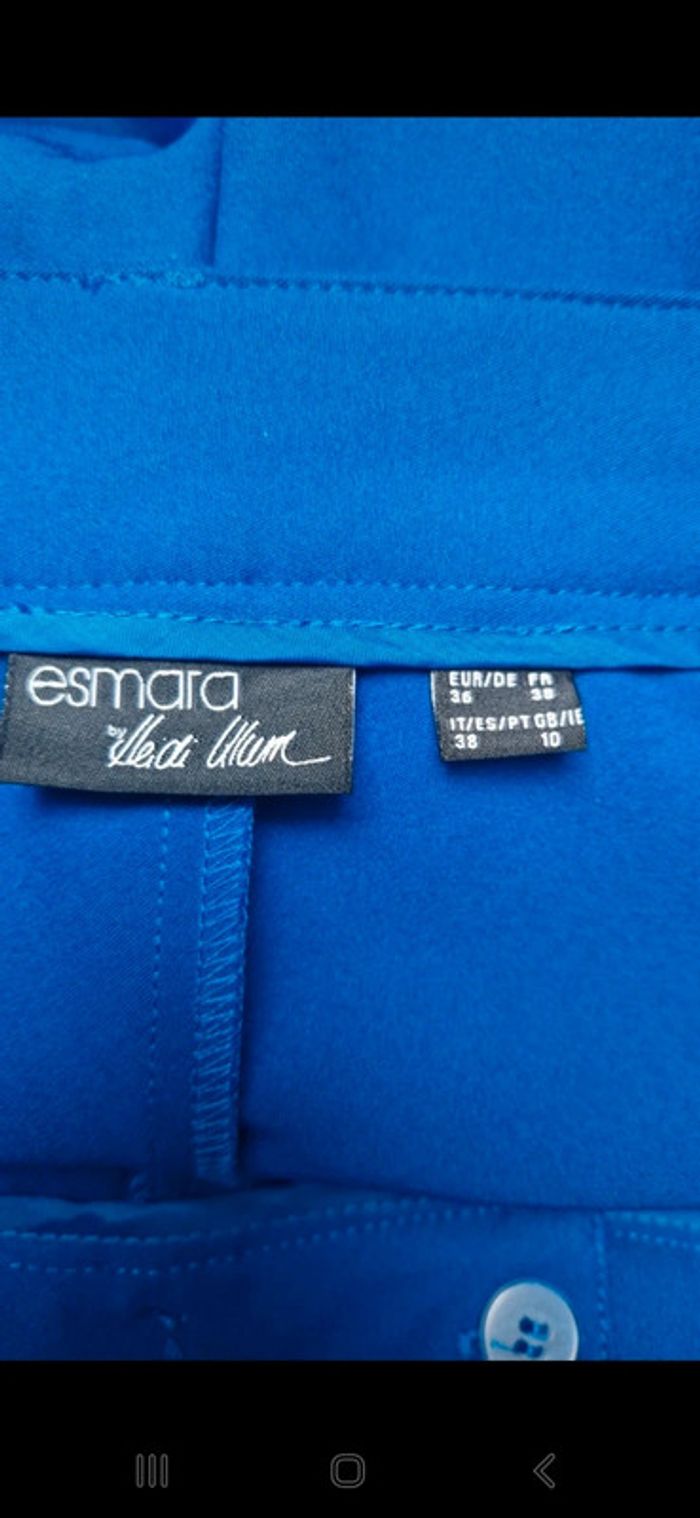 esmara
by Heidi Klum
EUR/DE FR
36 38
IT/ES/PT GB/IE
38 10